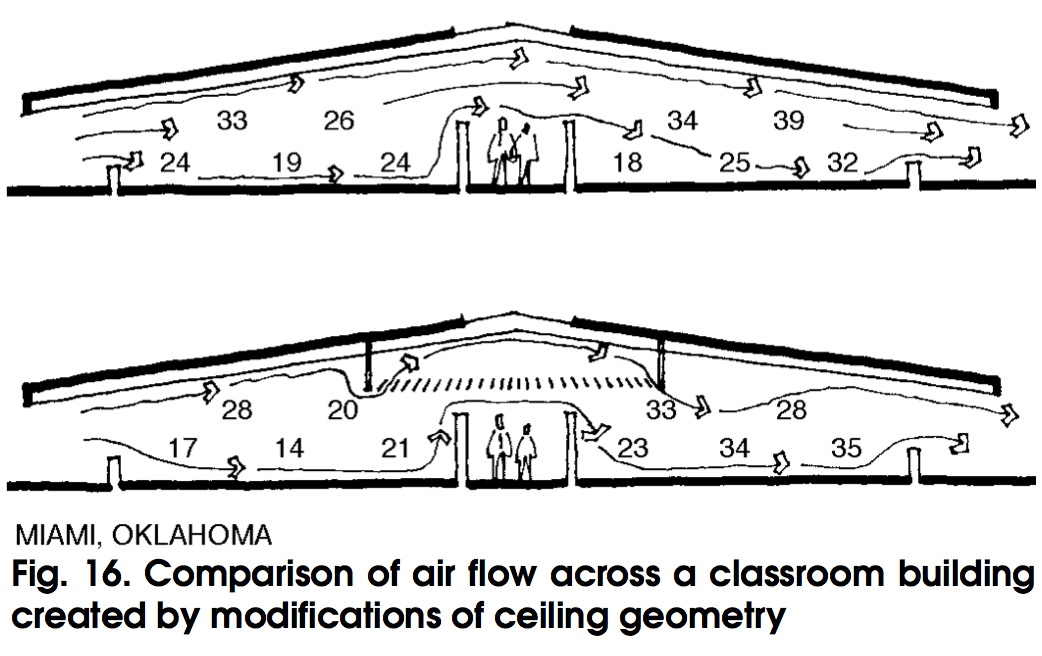 33 26 34 39
24 19 24 18 25 32
28 20 33 28
17 14 21 23 34 35
MIAMI, OKLAHOMA
Fig. 16. Comparison of air flow across a classroom building
created by modifications of ceiling geometry